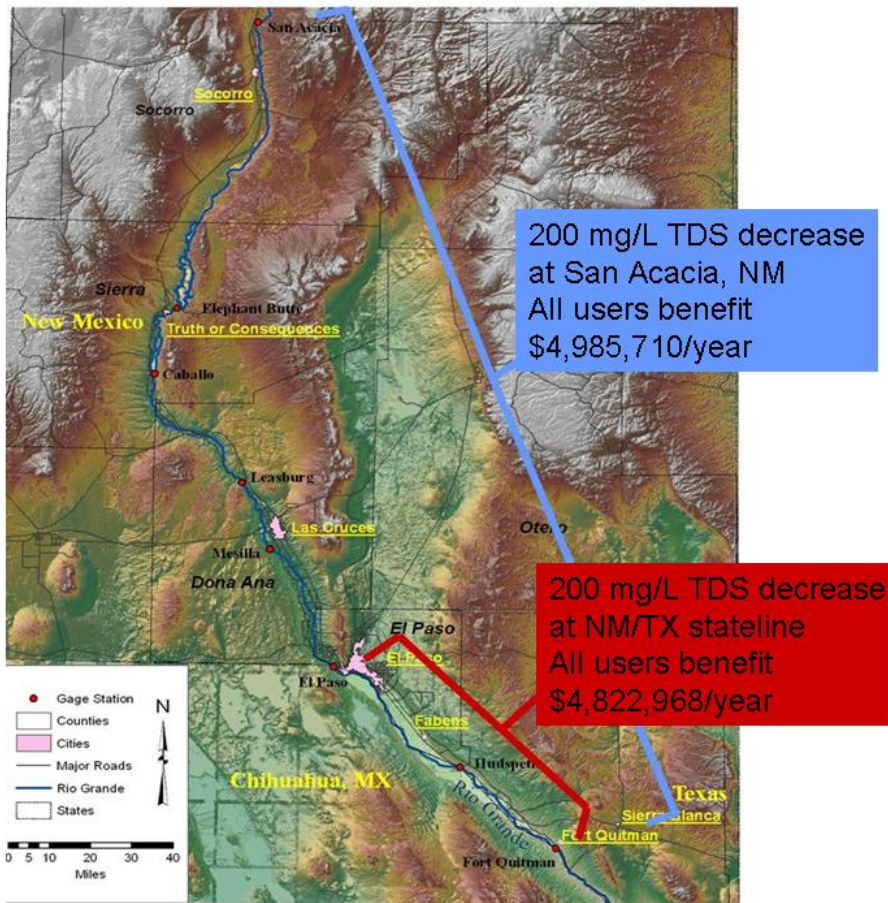 San Acacia
Socorro
Socorro
200 mg/L TDS decrease
at San Acacia, NM
All users benefit
$4,985,710/year
Sierra
Elephant Butte
New Mexico
Truth or Consequences
Caballo
Leasburg
Las Cruces
Otero
Mesilla
Dona Ana
200 mg/L TDS decrease
at NM/TX stateline
All users benefit
$4,822,968/year
El Paso
El Paso
El Paso
Fabens
Hudspeth
Chihuahua, MX
Rio Grande
Texas
Sierra Blanca
Fort Quitman
Fort Quitman
Gage Station
Counties
Cities
Major Roads
Rio Grande
States
N
0 5 10 20 30 40
Miles